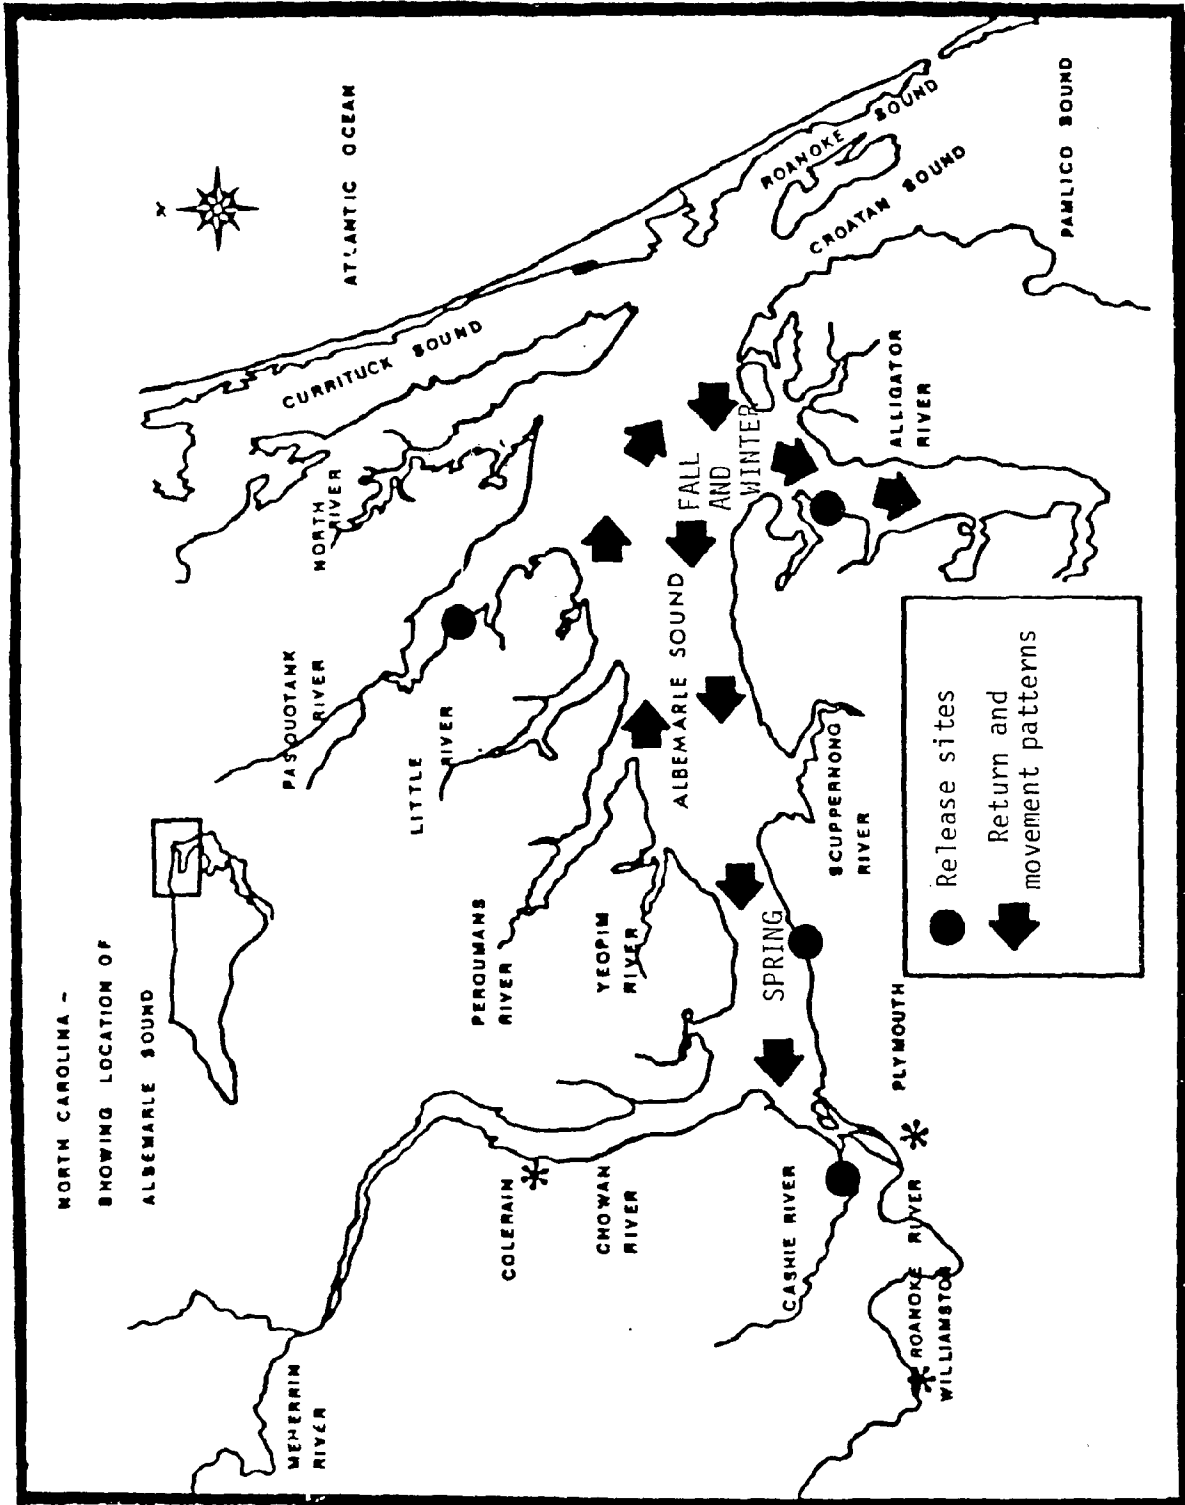 NORTH CAROLINA -
SHOWING LOCATION OF
ALBEMARLE SOUND
N
ATLANTIC OCEAN
MEHERRIN
RIVER
PASQUOTANK
RIVER
NORTH
RIVER
CURRITUCK SOUND
LITTLE
RIVER
PERQUMANS
RIVER
COLERAIN
CHOWAN
RIVER
YEOPIM
RIVER
ALBEMARLE SOUND
FALL
AND
WINTER
SPRING
ROANOKE SOUND
CROATAN SOUND
PAMLICO SOUND
CASHIE RIVER
SCUPPERNONG
RIVER
ALLIGATOR
RIVER
PLYMOUTH
ROANOKE RIVER
WILLIAMSTON
Release sites
Return and
movement patterns